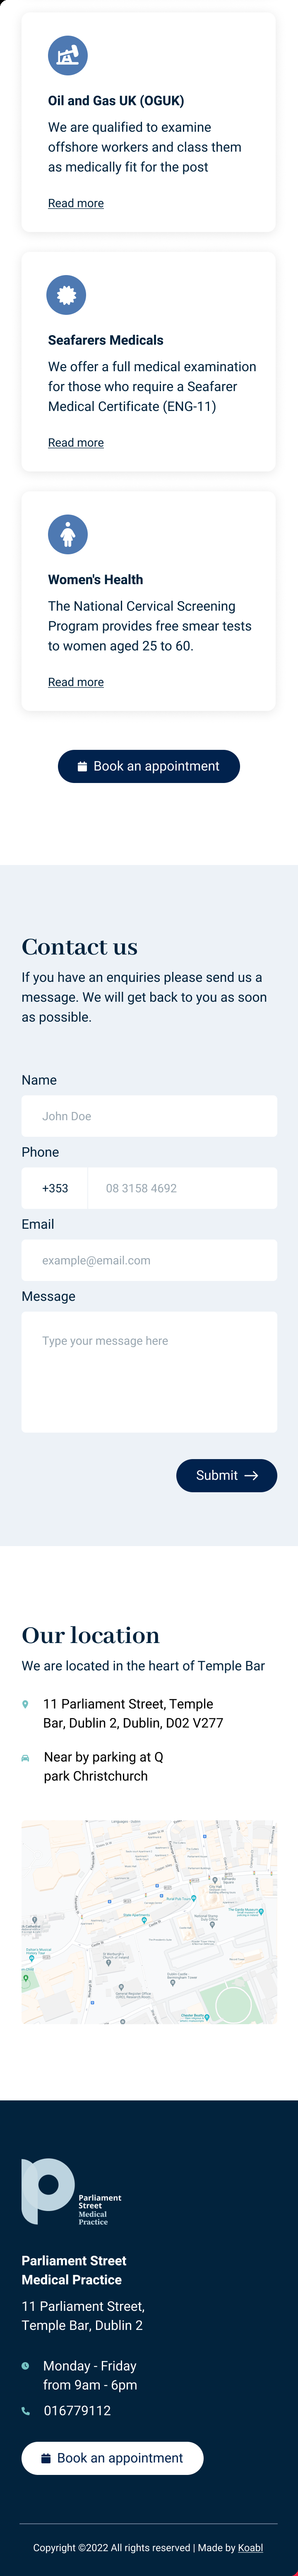 Oil and Gas UK (OGUK)
We are qualified to examine
offshore workers and class them
as medically fit for the post
Read more
Seafarers Medicals
We offer a full medical examination
for those who require a Seafarer
Medical Certificate (ENG-11)
Read more
Women's Health
The National Cervical Screening
Program provides free smear tests
to women aged 25 to 60.
Read more
Book an appointment
Contact us
If you have an enquiries please send us a
message. We will get back to you as soon
as possible.
Name
John Doe
Phone
+353 08 3158 4692
Email
example@email.com
Message
Type your message here
Submit
Our location
We are located in the heart of Temple Bar
11 Parliament Street, Temple
Bar, Dublin 2, Dublin, D02 V277
Near by parking at Q
park Christchurch
Parliament
Street
Medical
Practice
Parliament Street
Medical Practice
11 Parliament Street,
Temple Bar, Dublin 2
Monday - Friday
from 9am - 6pm
016779112
Book an appointment
Copyright ©2022 All rights reserved | Made by Koabl